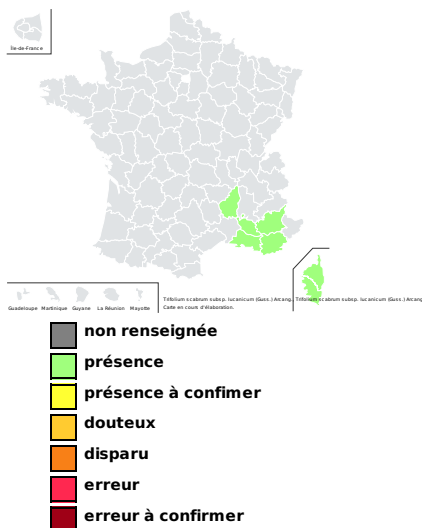 Île-de-France
Guadeloupe Martinique Guyane La Réunion Mayotte
Trifolium scabrum subsp. lucanicum (Guss.) Arcang. Trifolium scabrum subsp. lucanicum (Guss.) Arcang
Carte en cours d'élaboration.
non renseignée
présence
présence à confimer
douteux
disparu
erreur
erreur à confirmer